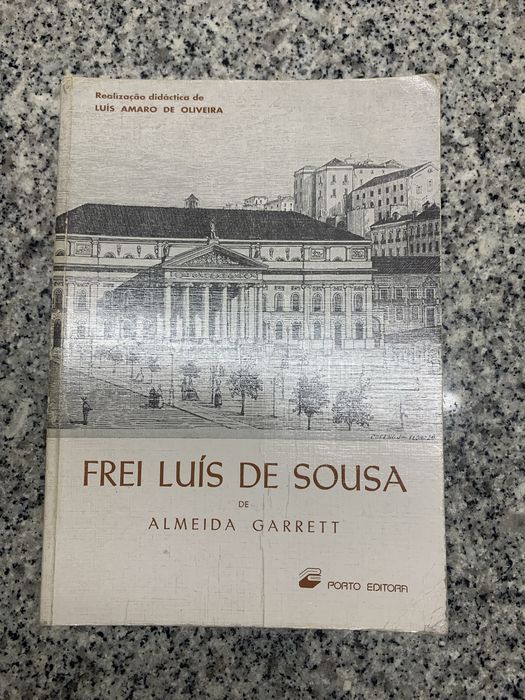 Realização didáctica de
LUÍS AMARO DE OLIVEIRA
FREI LUÍS DE SOUSA
DE
ALMEIDA GARRETT
PORTO EDITORA